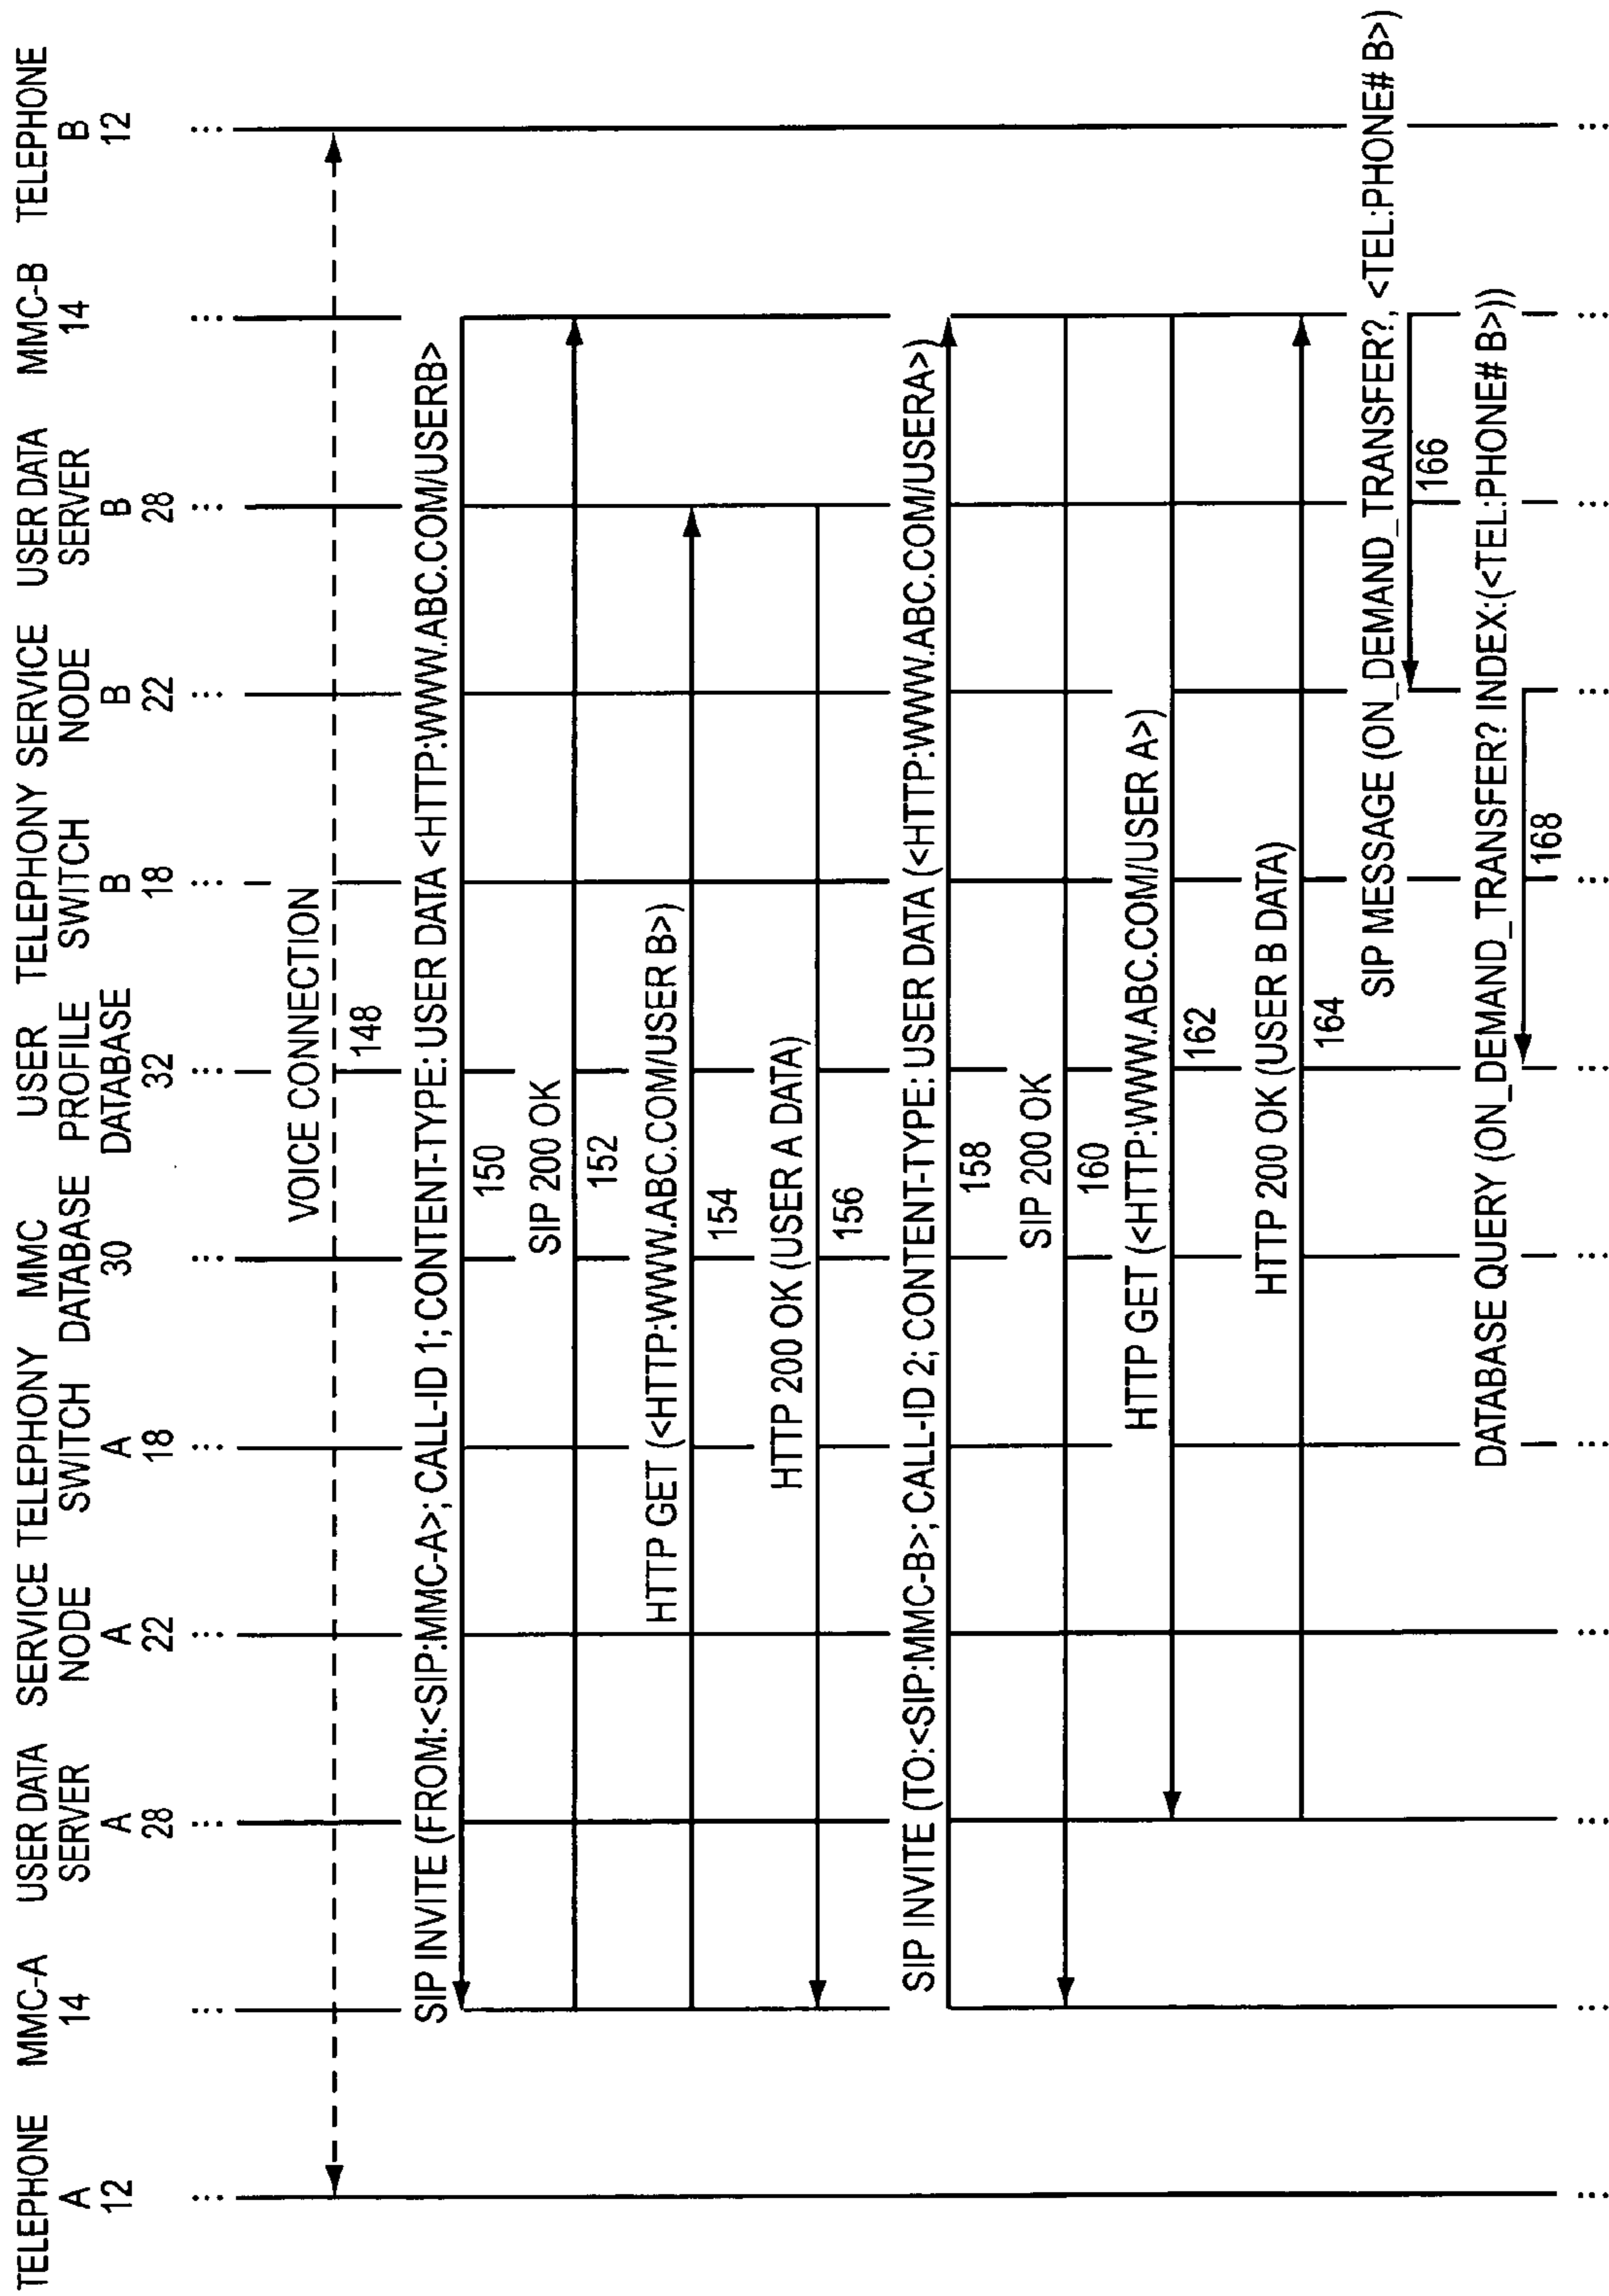 TELEPHONE A 12
MMC-A 14
USER DATA SERVER A 28
SERVICE NODE A 22
TELEPHONY SWITCH A 18
MMC DATABASE 30
USER PROFILE DATABASE 32
TELEPHONY SWITCH B 18
SERVICE NODE B 22
USER DATA SERVER B 28
MMC-B 14
TELEPHONE B 12
VOICE CONNECTION
148
SIP INVITE (FROM:<SIP:MMC-A>; CALL-ID 1; CONTENT-TYPE: USER DATA <HTTP:WWW.ABC.COM/USERB>
150
SIP 200 OK
152
HTTP GET (<HTTP:WWW.ABC.COM/USER B>)
154
HTTP 200 OK (USER A DATA)
156
SIP INVITE (TO:<SIP:MMC-B>; CALL-ID 2; CONTENT-TYPE: USER DATA (<HTTP:WWW.ABC.COM/USERA>)
158
SIP 200 OK
160
HTTP GET (<HTTP:WWW.ABC.COM/USER A>)
162
HTTP 200 OK (USER B DATA)
164
SIP MESSAGE (ON_DEMAND_TRANSFER?, <TEL:PHONE# B>)
166
DATABASE QUERY (ON_DEMAND_TRANSFER? INDEX:(<TEL:PHONE# B>))
168